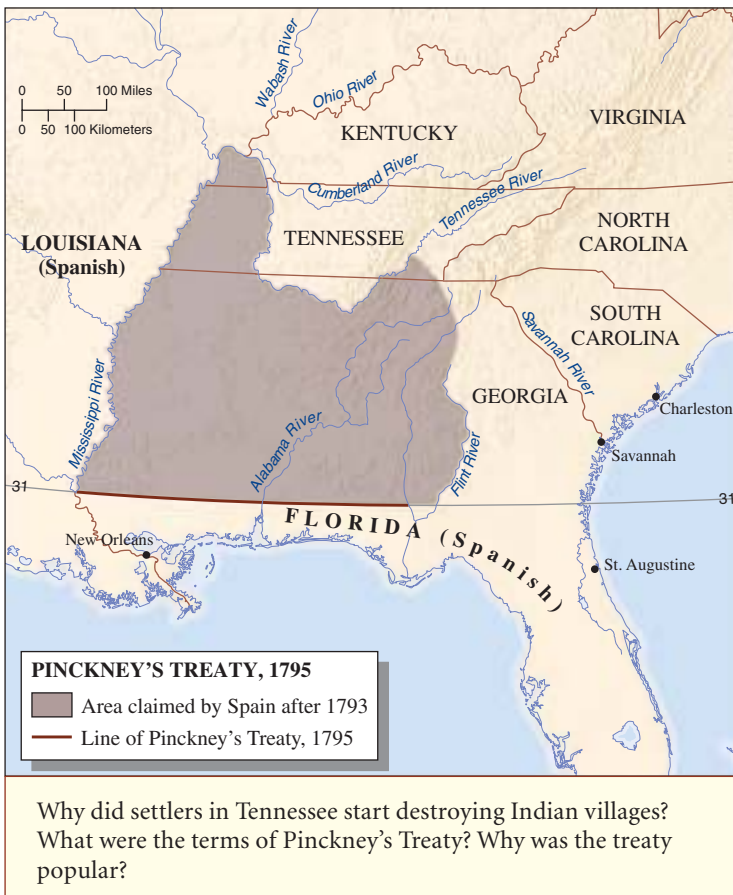 Wabash River
Ohio River
0 50 100 Miles
0 50 100 Kilometers
KENTUCKY
VIRGINIA
Cumberland River
Tennessee River
LOUISIANA
(Spanish)
TENNESSEE
NORTH
CAROLINA
SOUTH
CAROLINA
Savannah River
Mississippi River
GEORGIA
Charleston
Alabama River
Flint River
Savannah
31
31
FLORIDA (Spanish)
New Orleans
St. Augustine
PINCKNEY'S TREATY, 1795
Area claimed by Spain after 1793
Line of Pinckney's Treaty, 1795
Why did settlers in Tennessee start destroying Indian villages?
What were the terms of Pinckney's Treaty? Why was the treaty
popular?